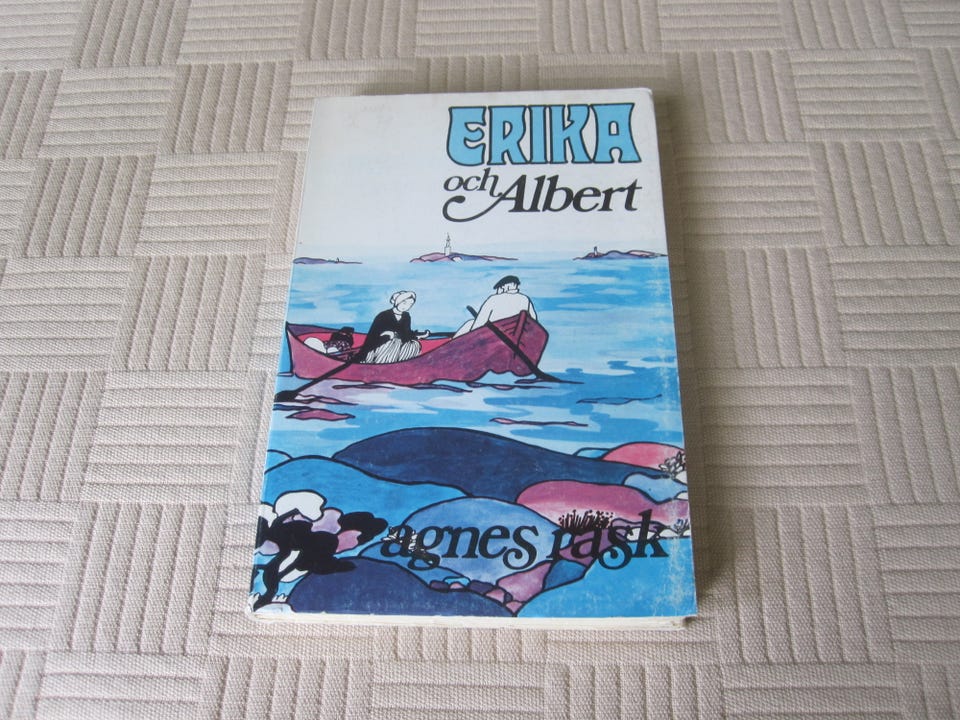 ERIKA
och Albert
agnes rask